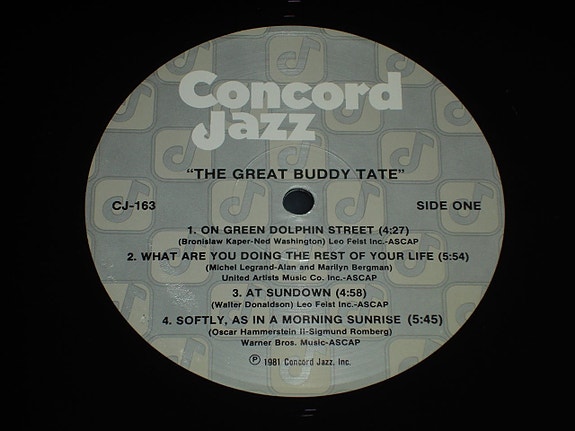 Concord
Jazz
"THE GREAT BUDDY TATE"
CJ-163 SIDE ONE
1. ON GREEN DOLPHIN STREET (4:27)
(Bronislaw Kaper-Ned Washington) Leo Feist Inc.-ASCAP
2. WHAT ARE YOU DOING THE REST OF YOUR LIFE (5:54)
(Michel Legrand-Alan and Marilyn Bergman)
United Artists Music Co. Inc.-ASCAP
3. AT SUNDOWN (4:58)
(Walter Donaldson) Leo Feist Inc.-ASCAP
4. SOFTLY, AS IN A MORNING SUNRISE (5:45)
(Oscar Hammerstein II-Sigmund Romberg)
Warner Bros. Music-ASCAP
Ⓟ 1981 Concord Jazz, Inc.